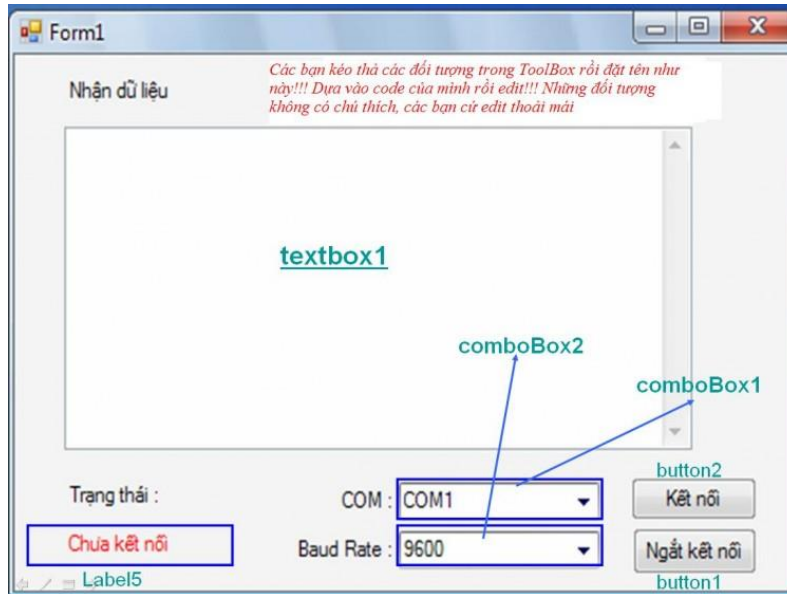 Form1
Nhận dữ liệu
Các bạn kéo thả các đối tượng trong ToolBox rồi đặt tên như
này!!! Dựa vào code của mình rồi edit!!! Những đối tượng
không có chú thích, các bạn cứ edit thoải mái
textbox1
comboBox2
comboBox1
button2
Trạng thái :
COM : COM1
Kết nối
Chưa kết nối
Baud Rate : 9600
Ngắt kết nối
Label5
button1